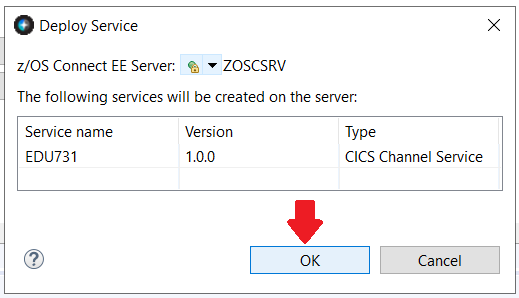 Deploy Service
z/OS Connect EE Server: ZOSCSRV
The following services will be created on the server:
Service name Version Type
EDU731 1.0.0 CICS Channel Service
? OK Cancel